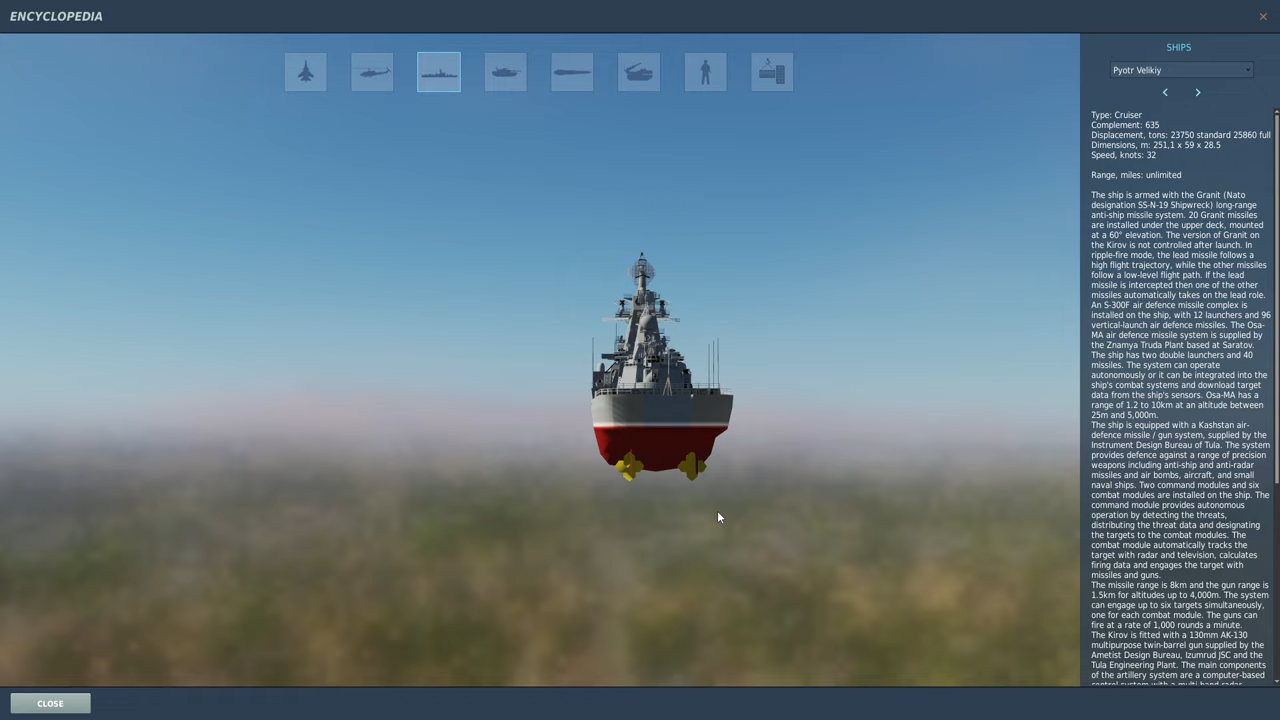 ENCYCLOPEDIA
SHIPS
Pyotr Velikiy
Type: Cruiser
Complement: 635
Displacement, tons: 23750 standard 25860 full
Dimensions, m: 251,1 x 59 x 28.5
Speed, knots: 32
Range, miles: unlimited
The ship is armed with the Granit (Nato
designation SS-N-19 Shipwreck) long-range
anti-ship missile system. 20 Granit missiles
are installed under the upper deck, mounted
at a 60° elevation. The version of Granit on
the Kirov is not controlled after launch. In
ripple-fire mode, the lead missile follows a
high flight trajectory, while the other missiles
follow a low-level flight path. If the lead
missile is intercepted then one of the other
missiles automatically takes on the lead role.
An S-300F air defence missile complex is
installed on the ship, with 12 launchers and 96
vertical-launch air defence missiles. The Osa-
MA air defence missile system is supplied by
the Znamya Truda Plant based at Saratov.
The ship has two double launchers and 40
missiles. The system can operate
autonomously or it can be integrated into the
ship's combat systems and download target
data from the ship's sensors. Osa-MA has a
range of 1.2 to 10km at an altitude between
25m and 5,000m.
The ship is equipped with a Kashstan air-
defence missile / gun system, supplied by the
Instrument Design Bureau of Tula. The system
provides defence against a range of precision
weapons including anti-ship and anti-radar
missiles and air bombs, aircraft, and small
naval ships. Two command modules and six
combat modules are installed on the ship. The
command module provides autonomous
operation by detecting the threats,
distributing the threat data and designating
the targets to the combat modules. The
combat module automatically tracks the
target with radar and television, calculates
firing data and engages the target with
missiles and guns.
The missile range is 8km and the gun range is
1.5km for altitudes up to 4,000m. The system
can engage up to six targets simultaneously,
one for each combat module. The guns can
fire at a rate of 1,000 rounds a minute.
The Kirov is fitted with a 130mm AK-130
multipurpose twin-barrel gun supplied by the
Ametist Design Bureau, Izumrud JSC and the
Tula Engineering Plant. The main components
of the artillery system are a computer-based
control system with a multi-band radar,
CLOSE